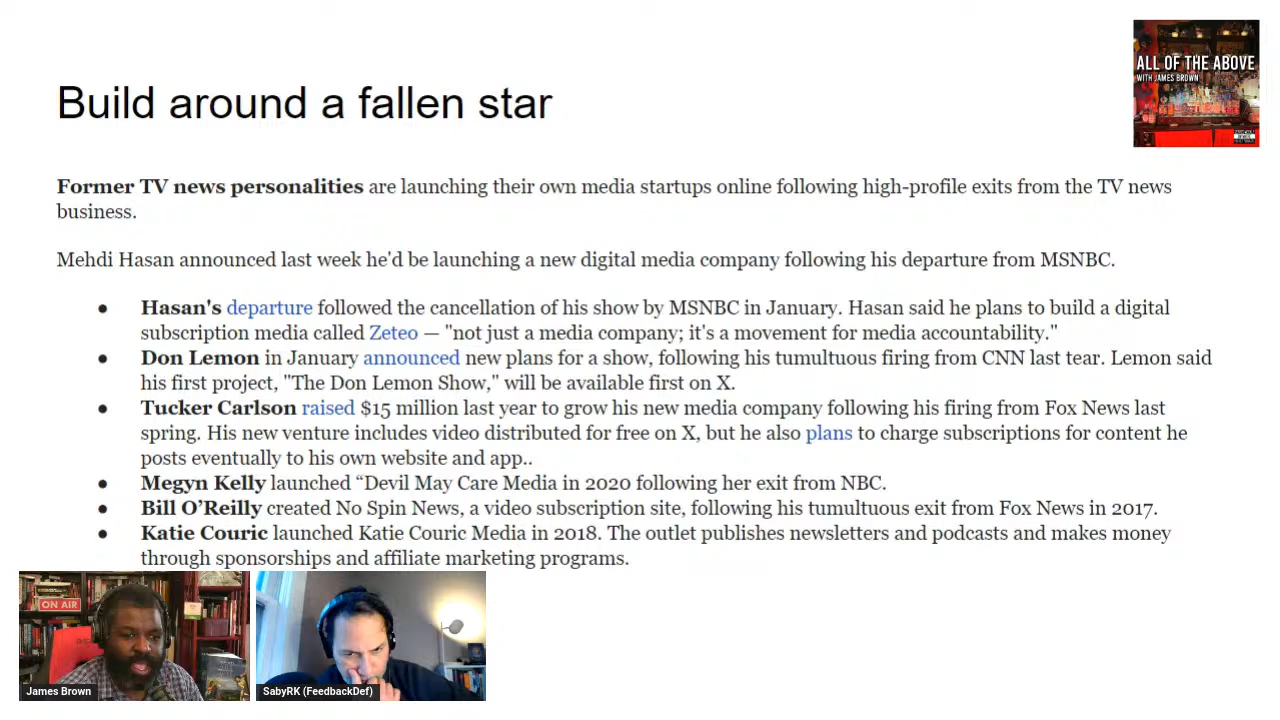 ALL OF THE ABOVE
WITH JAMES BROWN
Build around a fallen star
Former TV news personalities are launching their own media startups online following high-profile exits from the TV news
business.
Mehdi Hasan announced last week he'd be launching a new digital media company following his departure from MSNBC.
● Hasan's departure followed the cancellation of his show by MSNBC in January. Hasan said he plans to build a digital
subscription media called Zeteo — "not just a media company; it's a movement for media accountability."
● Don Lemon in January announced new plans for a show, following his tumultuous firing from CNN last tear. Lemon said
his first project, "The Don Lemon Show," will be available first on X.
● Tucker Carlson raised $15 million last year to grow his new media company following his firing from Fox News last
spring. His new venture includes video distributed for free on X, but he also plans to charge subscriptions for content he
posts eventually to his own website and app..
● Megyn Kelly launched “Devil May Care Media in 2020 following her exit from NBC.
● Bill O’Reilly created No Spin News, a video subscription site, following his tumultuous exit from Fox News in 2017.
● Katie Couric launched Katie Couric Media in 2018. The outlet publishes newsletters and podcasts and makes money
through sponsorships and affiliate marketing programs.
ON AIR
James Brown
SabyRK (FeedbackDef)